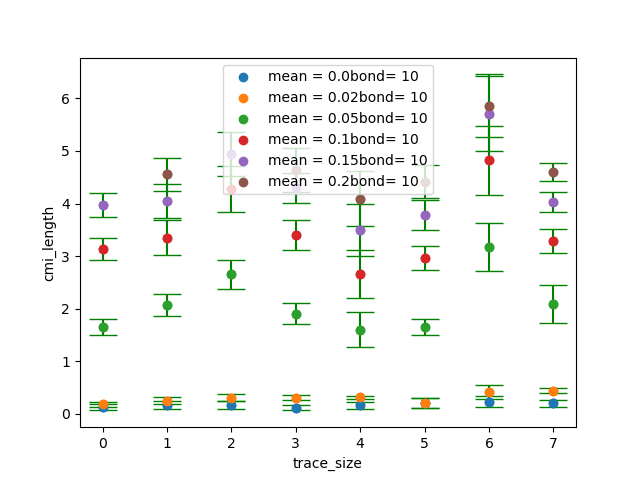 mean = 0.0bond= 10
mean = 0.02bond= 10
mean = 0.05bond= 10
mean = 0.1bond= 10
mean = 0.15bond= 10
mean = 0.2bond= 10
cmi_length
6
5
4
3
2
1
0
0 1 2 3 4 5 6 7
trace_size